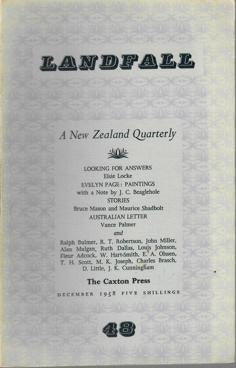 LANDFALL
A New Zealand Quarterly
LOOKING FOR ANSWERS
Elsie Locke
EVELYN PAGE: PAINTINGS
with a Note by J. C. Beaglehole
STORIES
Bruce Mason and Maurice Shadbolt
AUSTRALIAN LETTER
Vance Palmer
and
Ralph Bulmer, R. T. Robertson, John Miller,
Alan Mulgan, Ruth Dallas, Louis Johnson,
Fleur Adcock, W. Hart-Smith, E. A. Olssen,
T. H. Scott, M. K. Joseph, Charles Brasch,
D. Little, J. K. Cunningham
The Caxton Press
DECEMBER 1958 FIVE SHILLINGS
48